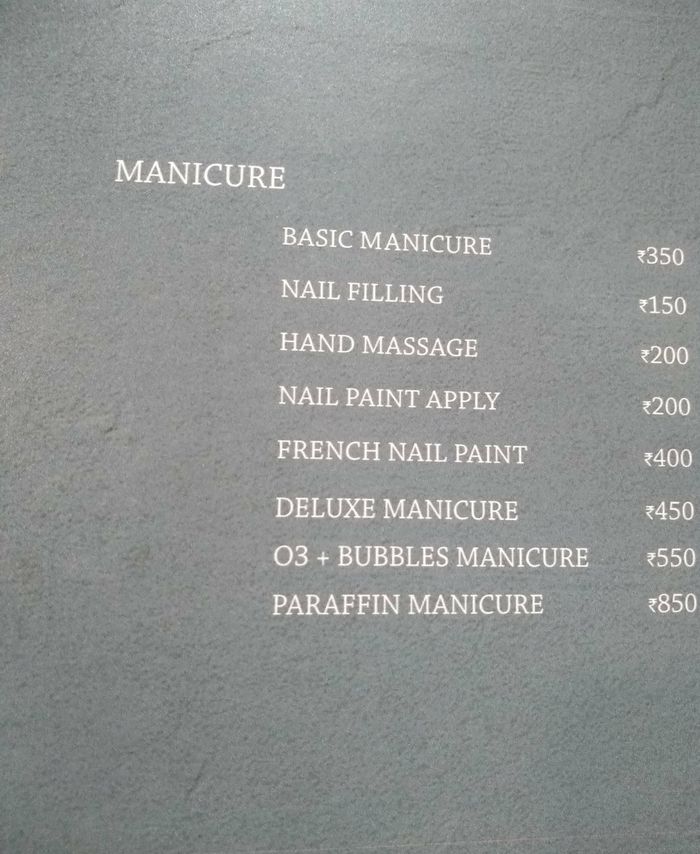 MANICURE
BASIC MANICURE ₹350
NAIL FILLING ₹150
HAND MASSAGE ₹200
NAIL PAINT APPLY ₹200
FRENCH NAIL PAINT ₹400
DELUXE MANICURE ₹450
O3 + BUBBLES MANICURE ₹550
PARAFFIN MANICURE ₹850